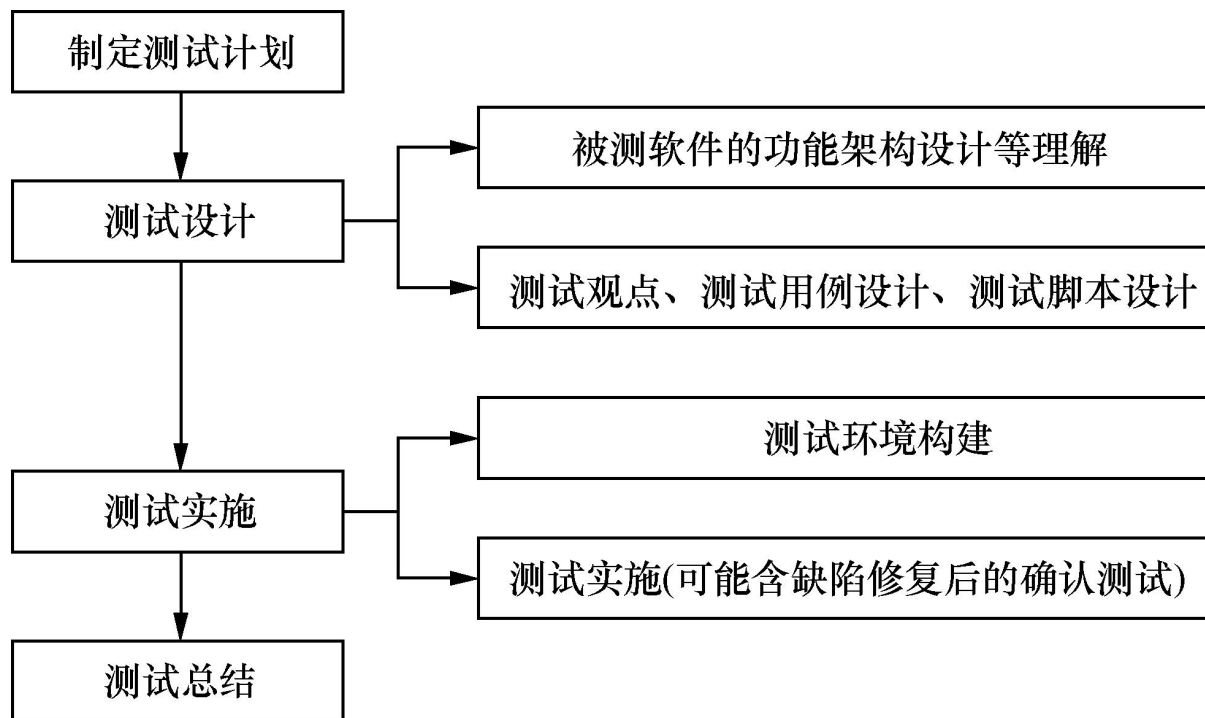 制定测试计划
被测软件的功能架构设计等理解
测试设计
测试观点、测试用例设计、测试脚本设计
测试环境构建
测试实施
测试实施(可能含缺陷修复后的确认测试)
测试总结